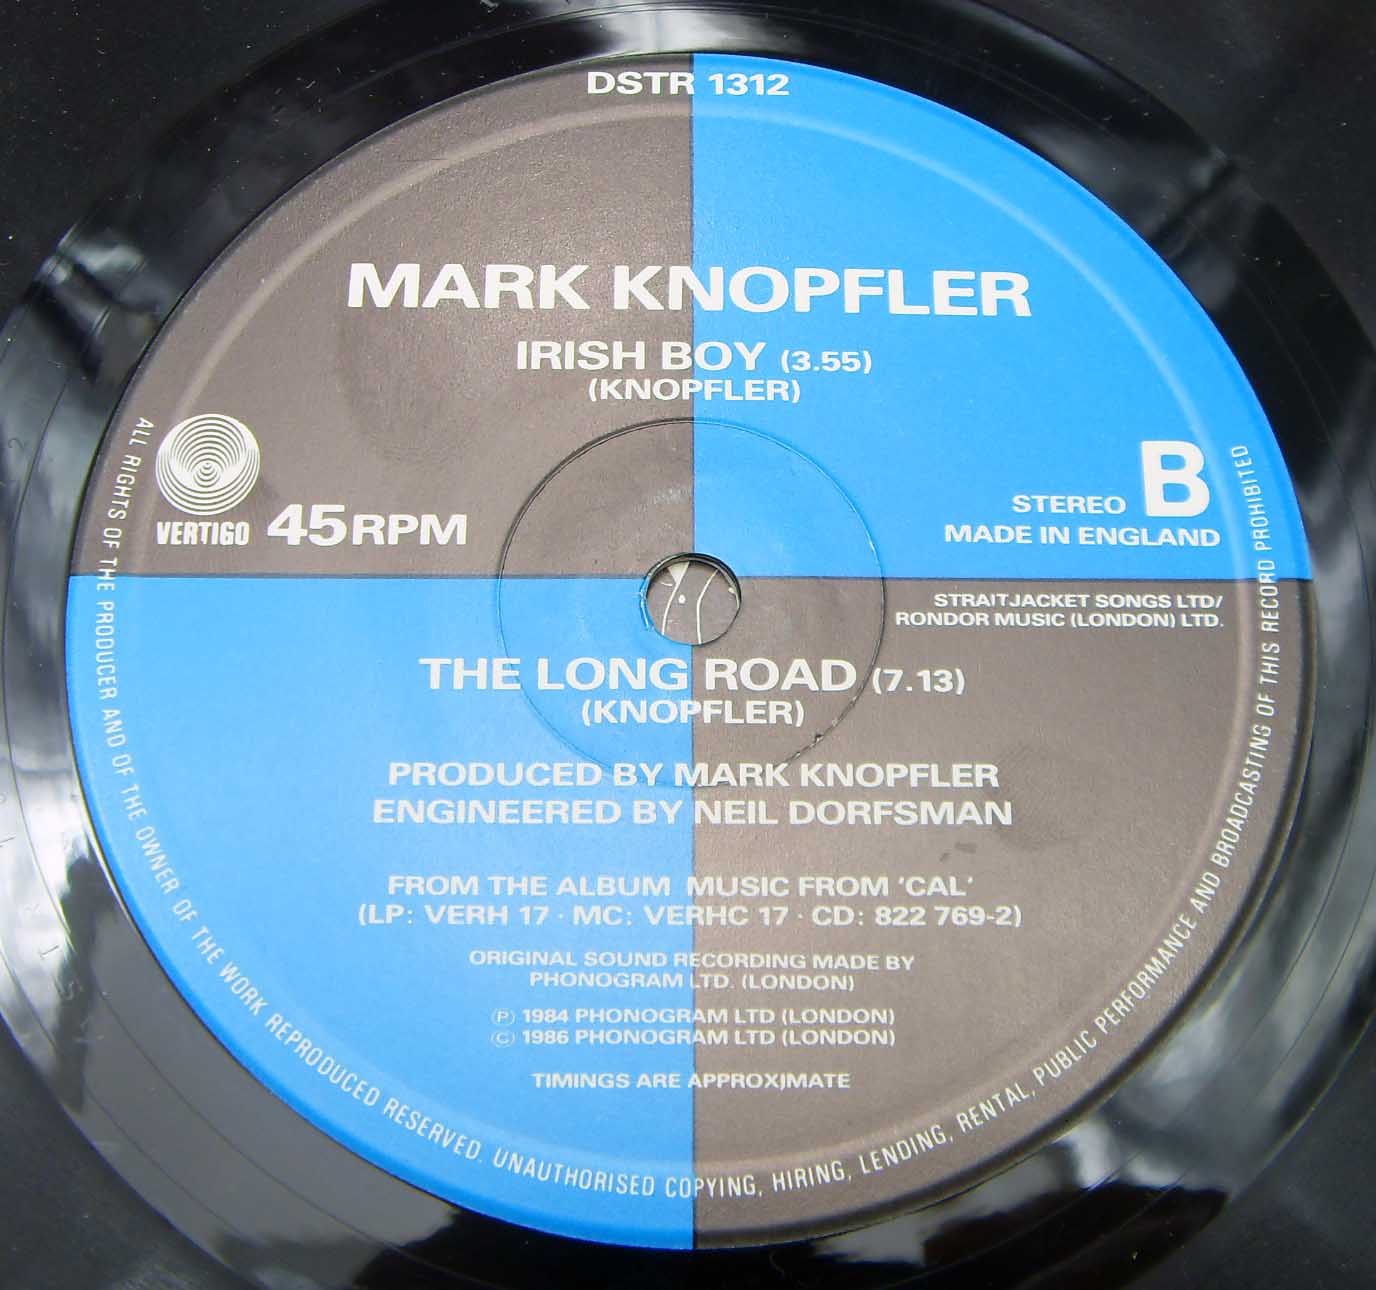 DSTR 1312
MARK KNOPFLER
IRISH BOY (3.55)
(KNOPFLER)
VERTIGO
45RPM
B
STEREO
MADE IN ENGLAND
STRAITJACKET SONGS LTD/
RONDOR MUSIC (LONDON) LTD.
THE LONG ROAD (7.13)
(KNOPFLER)
PRODUCED BY MARK KNOPFLER
ENGINEERED BY NEIL DORFSMAN
FROM THE ALBUM MUSIC FROM 'CAL'
(LP: VERH 17 · MC: VERHC 17 · CD: 822 769-2)
ORIGINAL SOUND RECORDING MADE BY
PHONOGRAM LTD. (LONDON)
℗ 1984 PHONOGRAM LTD (LONDON)
© 1986 PHONOGRAM LTD (LONDON)
TIMINGS ARE APPROXIMATE
ALL RIGHTS OF THE PRODUCER AND OF THE OWNER OF THE WORK REPRODUCED RESERVED. UNAUTHORISED COPYING, HIRING, LENDING, RENTAL, PUBLIC PERFORMANCE AND BROADCASTING OF THIS RECORD PROHIBITED